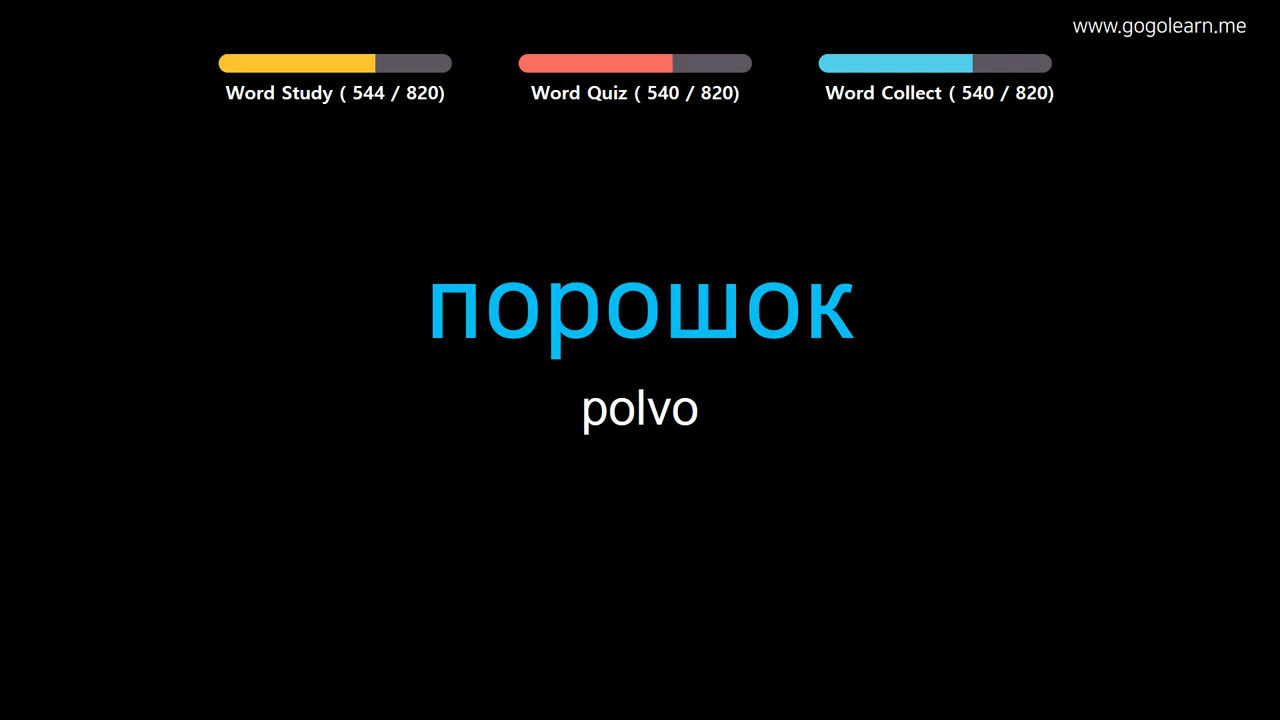 www.gogolearn.me
Word Study ( 544 / 820)
Word Quiz ( 540 / 820)
Word Collect ( 540 / 820)
порошок
polvo